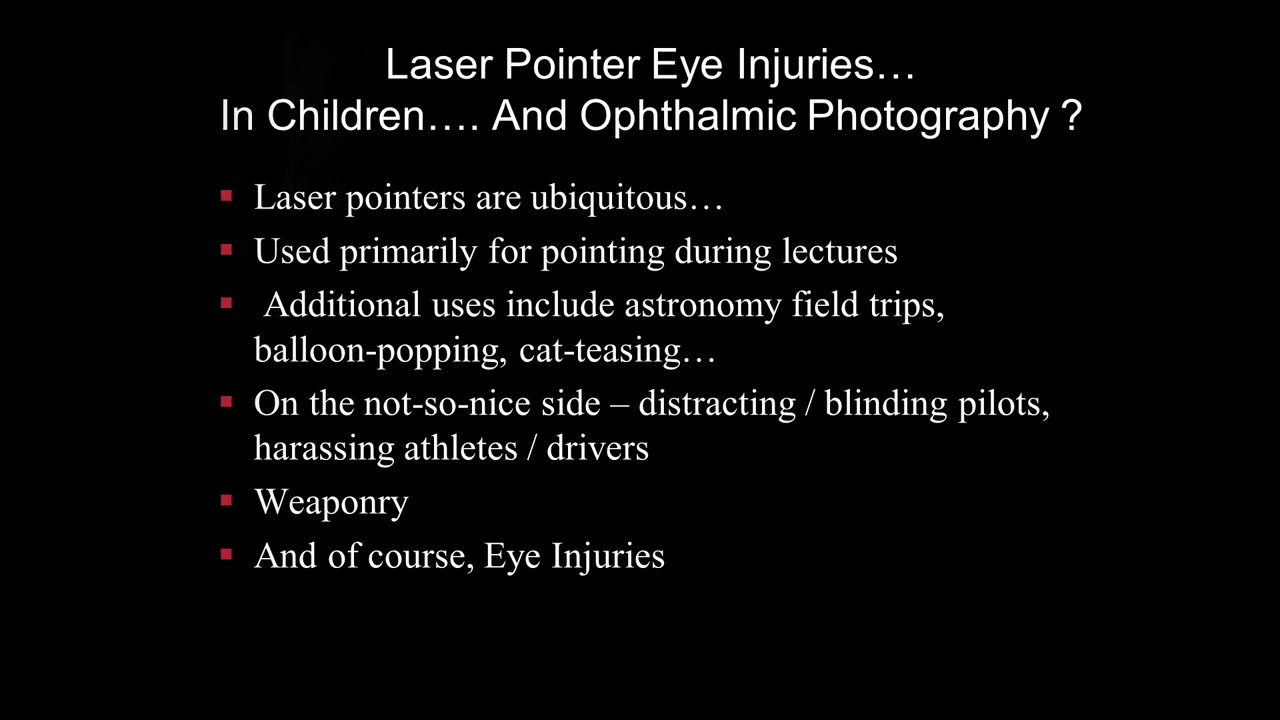 Laser Pointer Eye Injuries…
In Children…. And Ophthalmic Photography ?
▪ Laser pointers are ubiquitous…
▪ Used primarily for pointing during lectures
▪ Additional uses include astronomy field trips,
balloon-popping, cat-teasing…
▪ On the not-so-nice side – distracting / blinding pilots,
harassing athletes / drivers
▪ Weaponry
▪ And of course, Eye Injuries